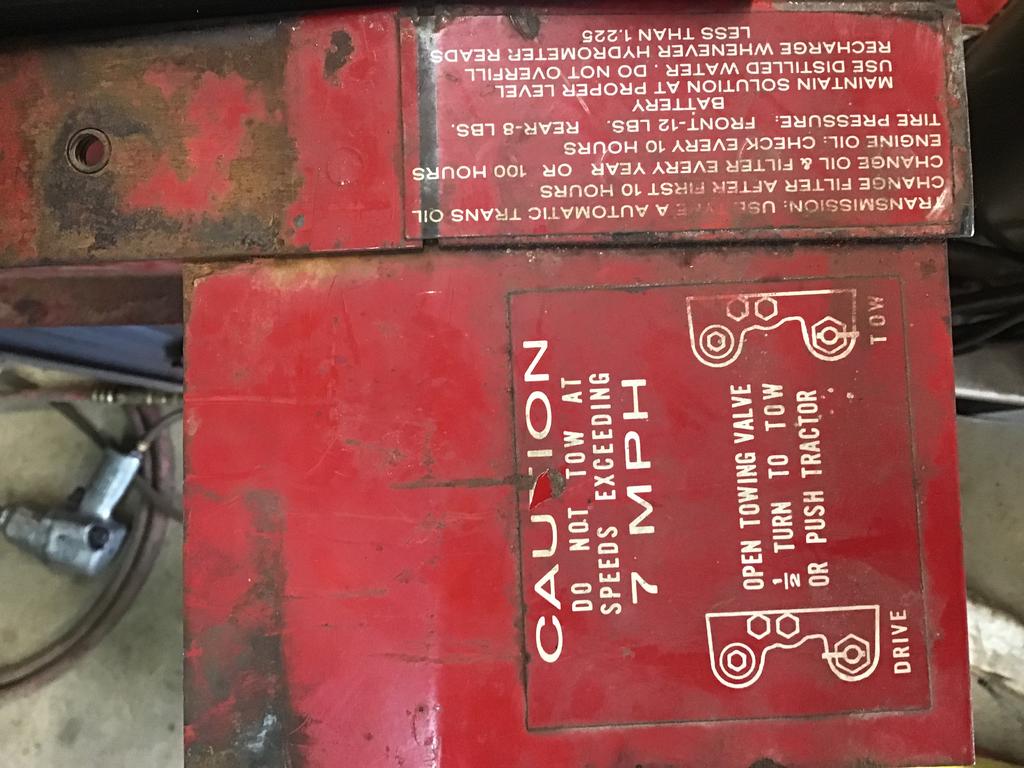 TRANSMISSION: USE TYPE A AUTOMATIC TRANS OIL
CHANGE FILTER AFTER FIRST 10 HOURS
CHANGE OIL & FILTER EVERY YEAR OR 100 HOURS
ENGINE OIL: CHECK EVERY 10 HOURS
TIRE PRESSURE: FRONT-12 LBS. REAR-8 LBS.
BATTERY
MAINTAIN SOLUTION AT PROPER LEVEL
USE DISTILLED WATER. DO NOT OVERFILL
RECHARGE WHENEVER HYDROMETER READS
LESS THAN 1.225
CAUTION
DO NOT TOW AT
SPEEDS EXCEEDING
7 MPH
OPEN TOWING VALVE
½ TURN TO TOW
OR PUSH TRACTOR
DRIVE
TOW